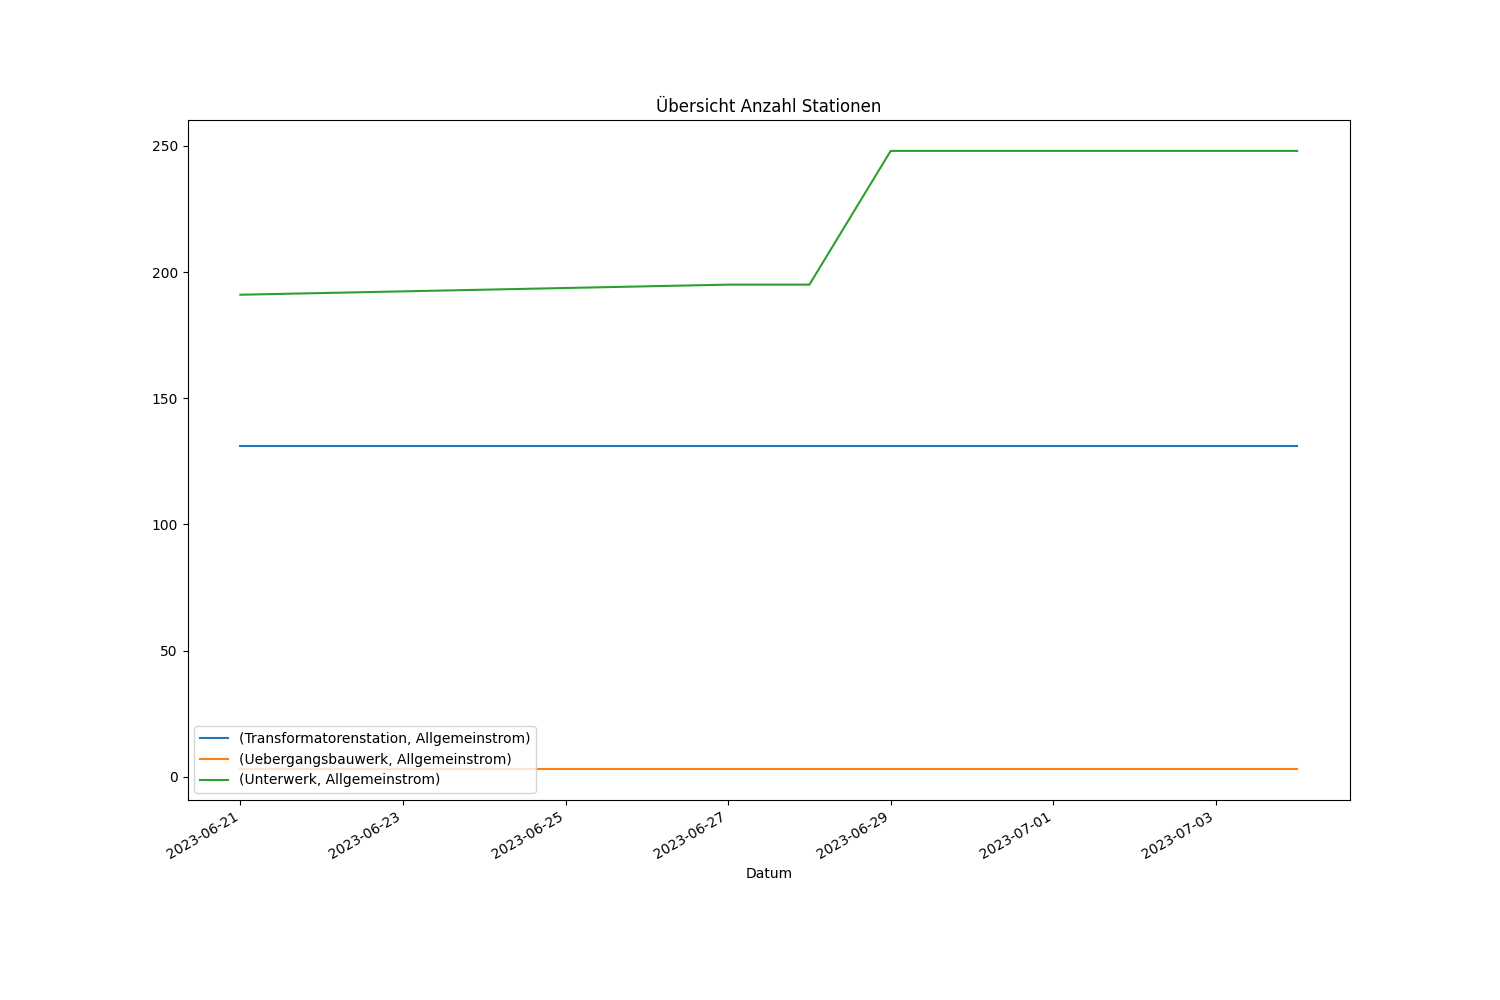 Übersicht Anzahl Stationen
250
200
150
100
50
0
(Transformatorenstation, Allgemeinstrom)
(Uebergangsbauwerk, Allgemeinstrom)
(Unterwerk, Allgemeinstrom)
2023-06-21
2023-06-23
2023-06-25
2023-06-27
2023-06-29
2023-07-01
2023-07-03
Datum